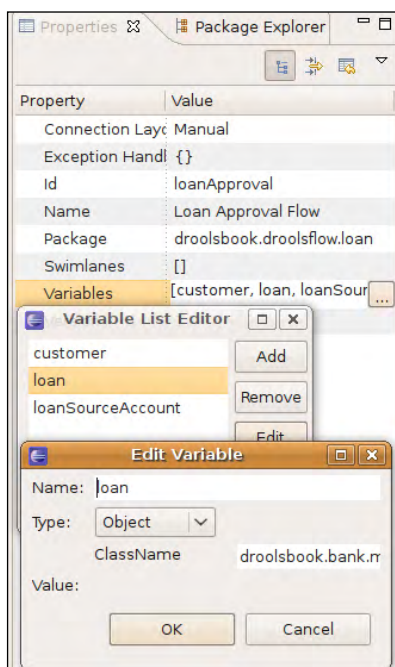 Properties Package Explorer
Property Value
Connection Layc Manual
Exception Handl {}
Id loanApproval
Name Loan Approval Flow
Package droolsbook.droolsflow.loan
Swimlanes []
Variables [customer, loan, loanSour ...
Variable List Editor
customer Add
loan
Remove
loanSourceAccount
Edit
Edit Variable
Name: loan
Type: Object
ClassName droolsbook.bank.m
Value:
OK Cancel